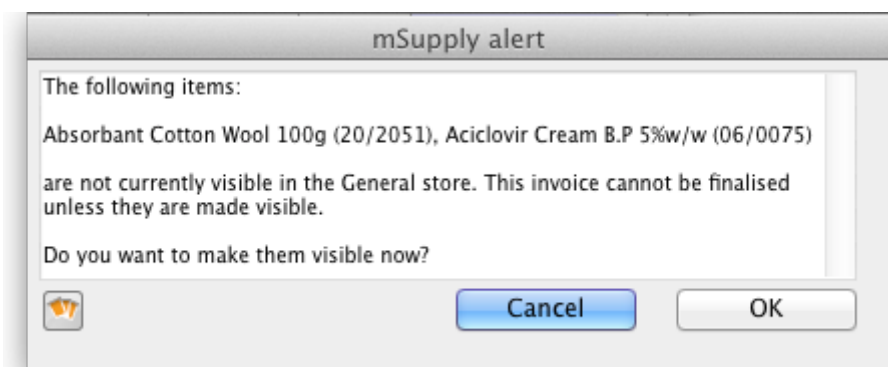 mSupply alert
The following items:
Absorbant Cotton Wool 100g (20/2051), Aciclovir Cream B.P 5%w/w (06/0075)
are not currently visible in the General store. This invoice cannot be finalised
unless they are made visible.
Do you want to make them visible now?
Cancel
OK